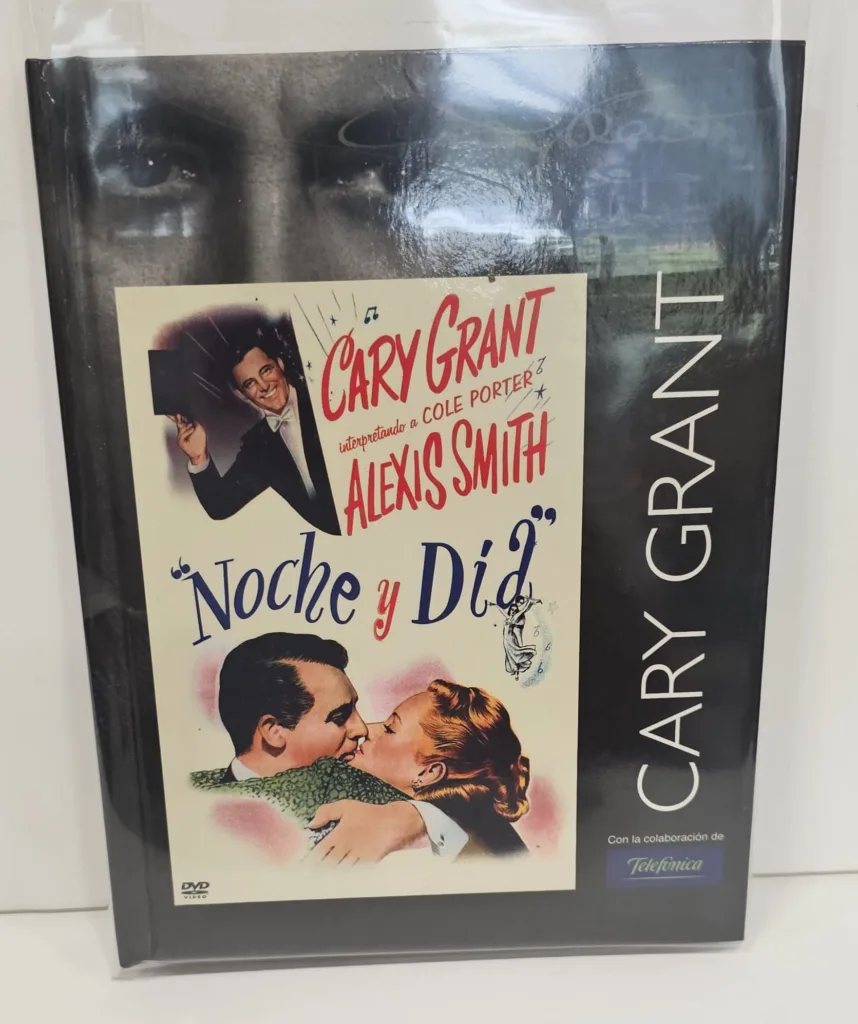 CARY GRANT
interpretando a COLE PORTER
ALEXIS SMITH
"Noche y Día"
DVD
VIDEO
CARY GRANT
Con la colaboración de
Telefónica